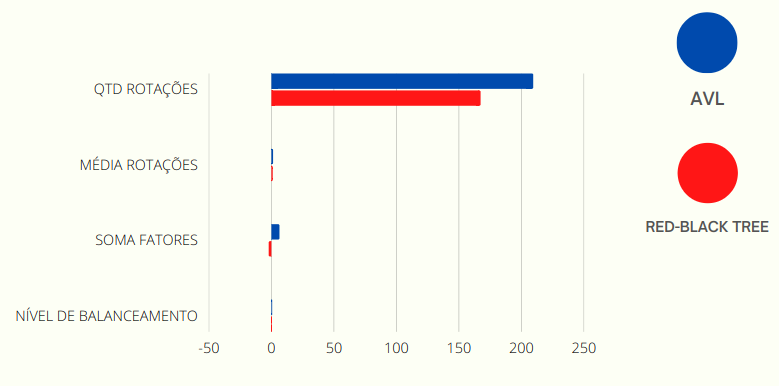 QTD ROTAÇÕES
MÉDIA ROTAÇÕES
SOMA FATORES
NÍVEL DE BALANCEAMENTO
-50 0 50 100 150 200 250
AVL
RED-BLACK TREE